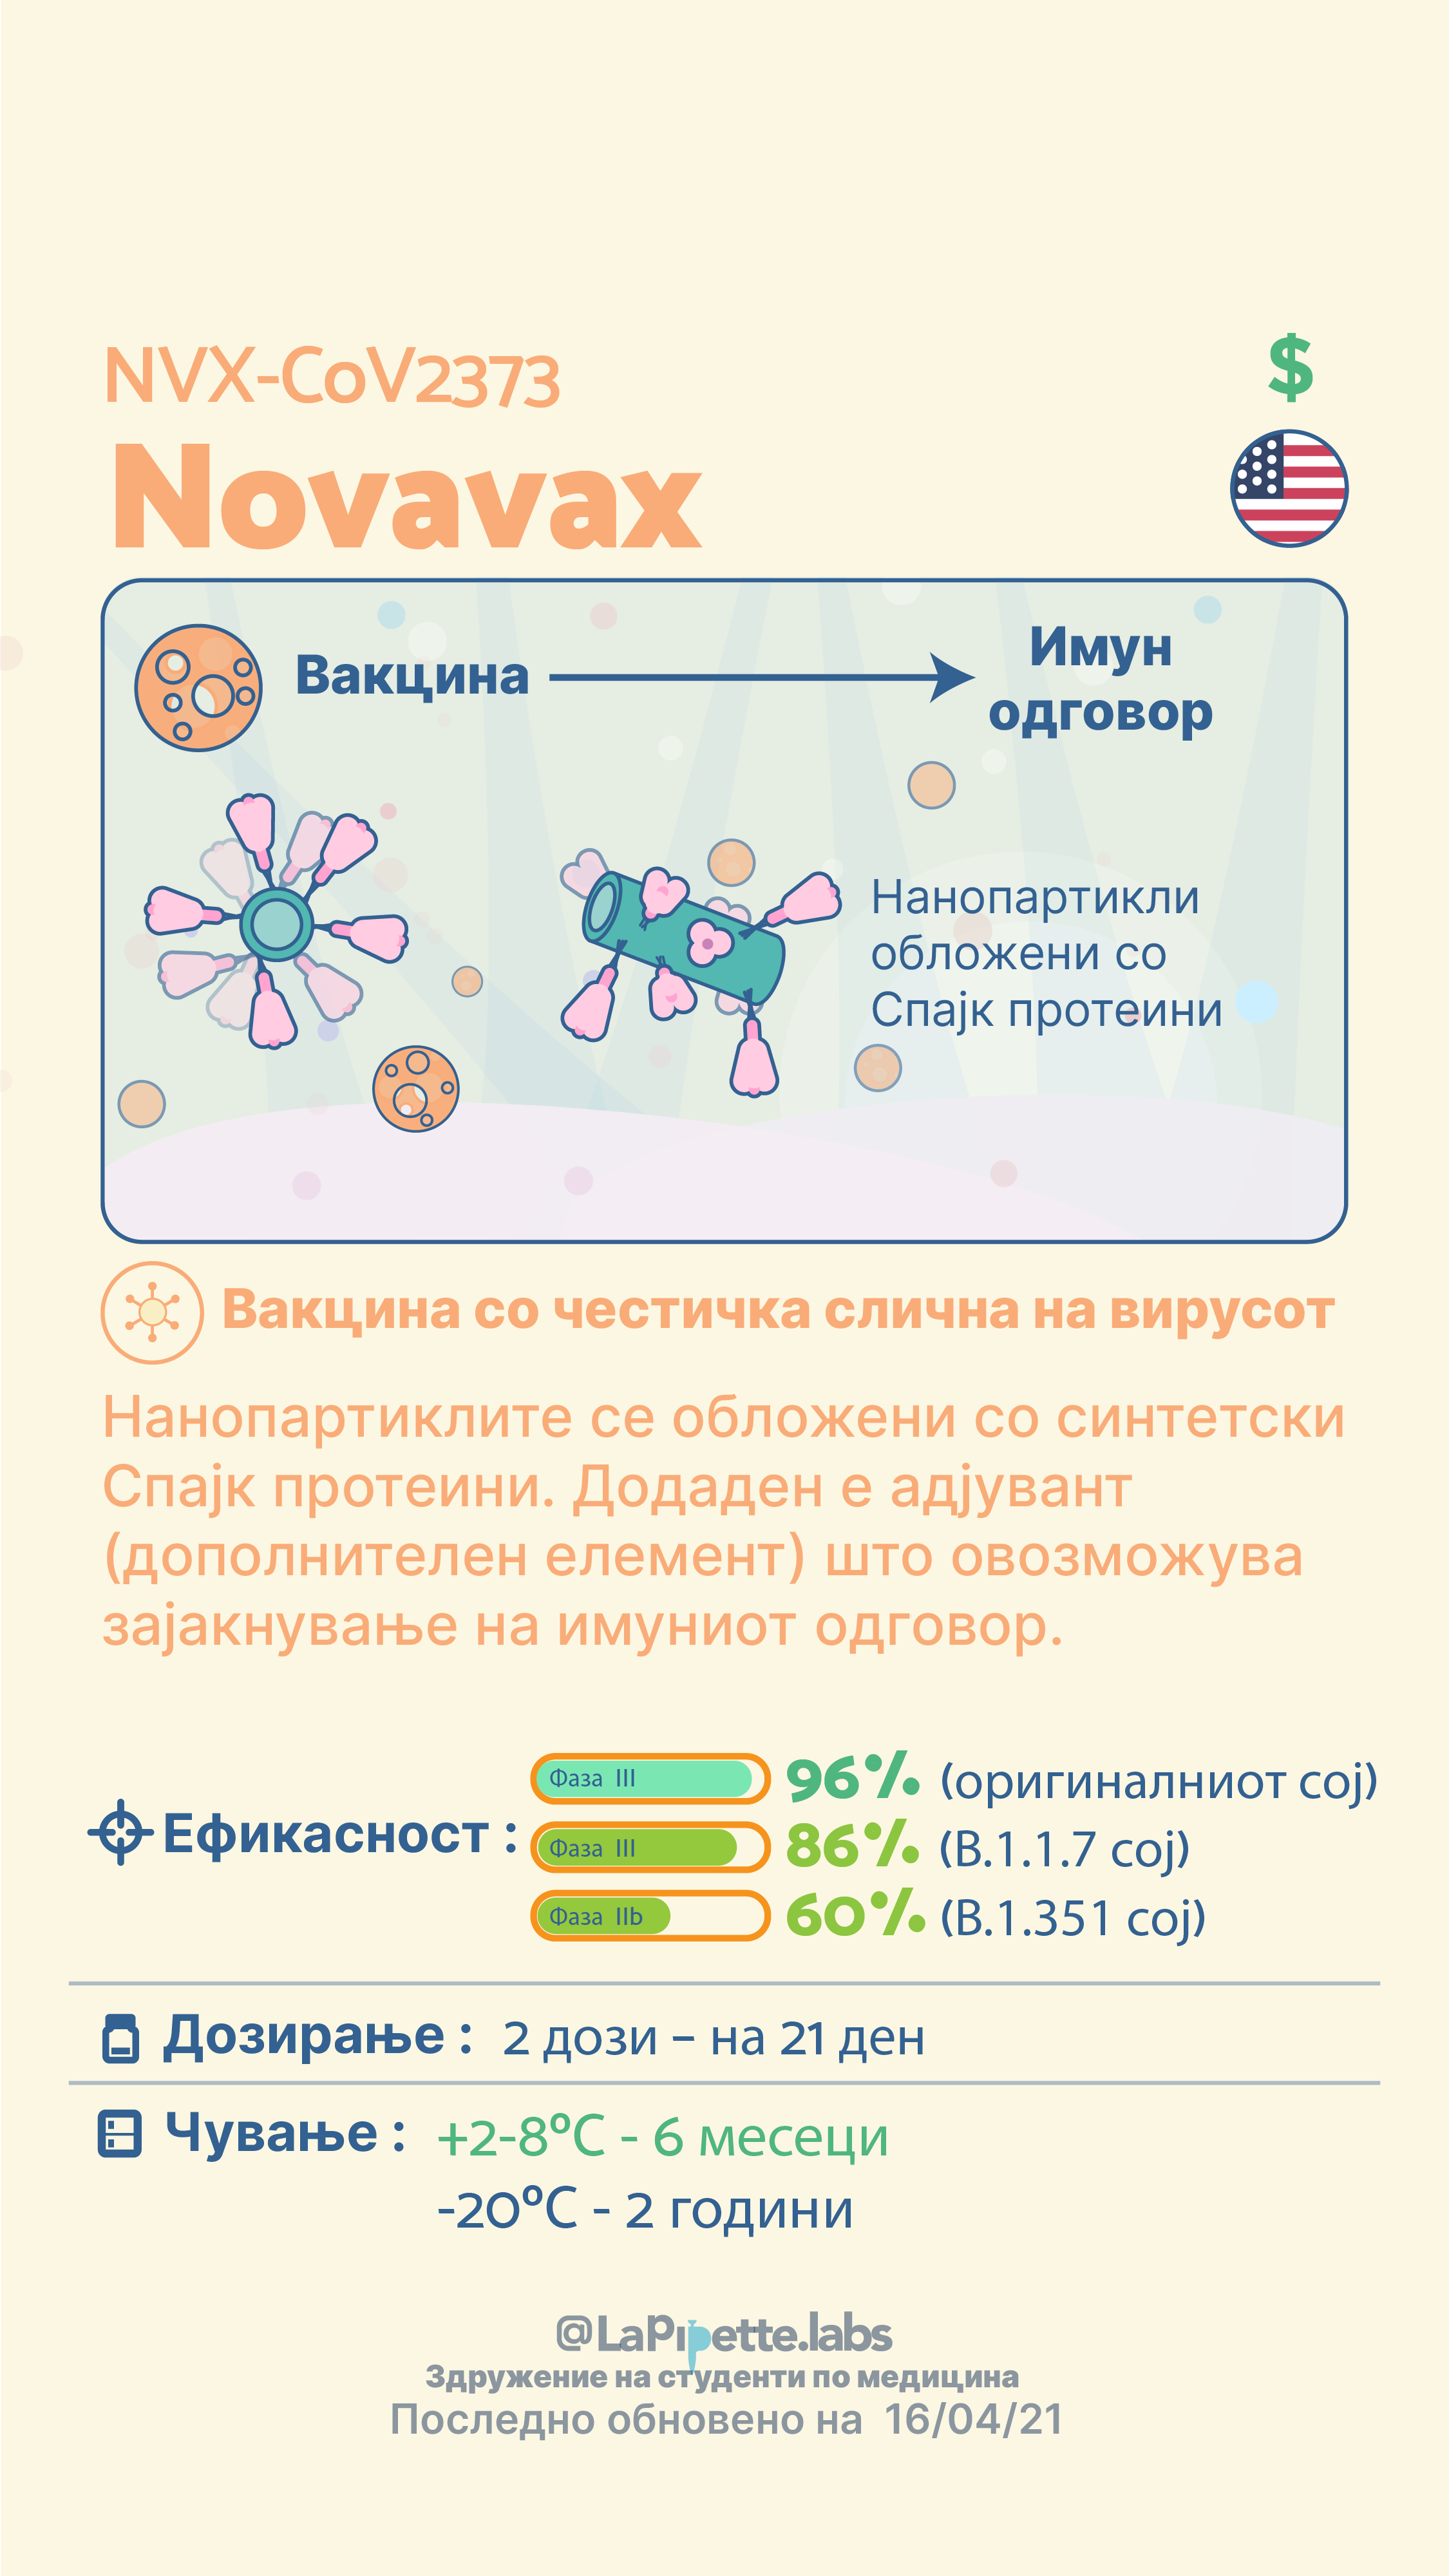 NVX-CoV2373
$
Novavax
Вакцина
Имун
одговор
Нанопартикли
обложени со
Спајк протеини
Вакцина со честичка слична на вирусот
Нанопартиклите се обложени со синтетски
Спајк протеини. Додаден е адјувант
(дополнителен елемент) што овозможува
зајакнување на имуниот одговор.
Ефикасност :
Фаза III 96% (оригиналниот сој)
Фаза III 86% (B.1.1.7 сој)
Фаза IIb 60% (B.1.351 сој)
Дозирање : 2 дози – на 21 ден
Чување : +2-8°C - 6 месеци
-20°C - 2 години
@LaPipette.labs
Здружение на студенти по медицина
Последно обновено на 16/04/21